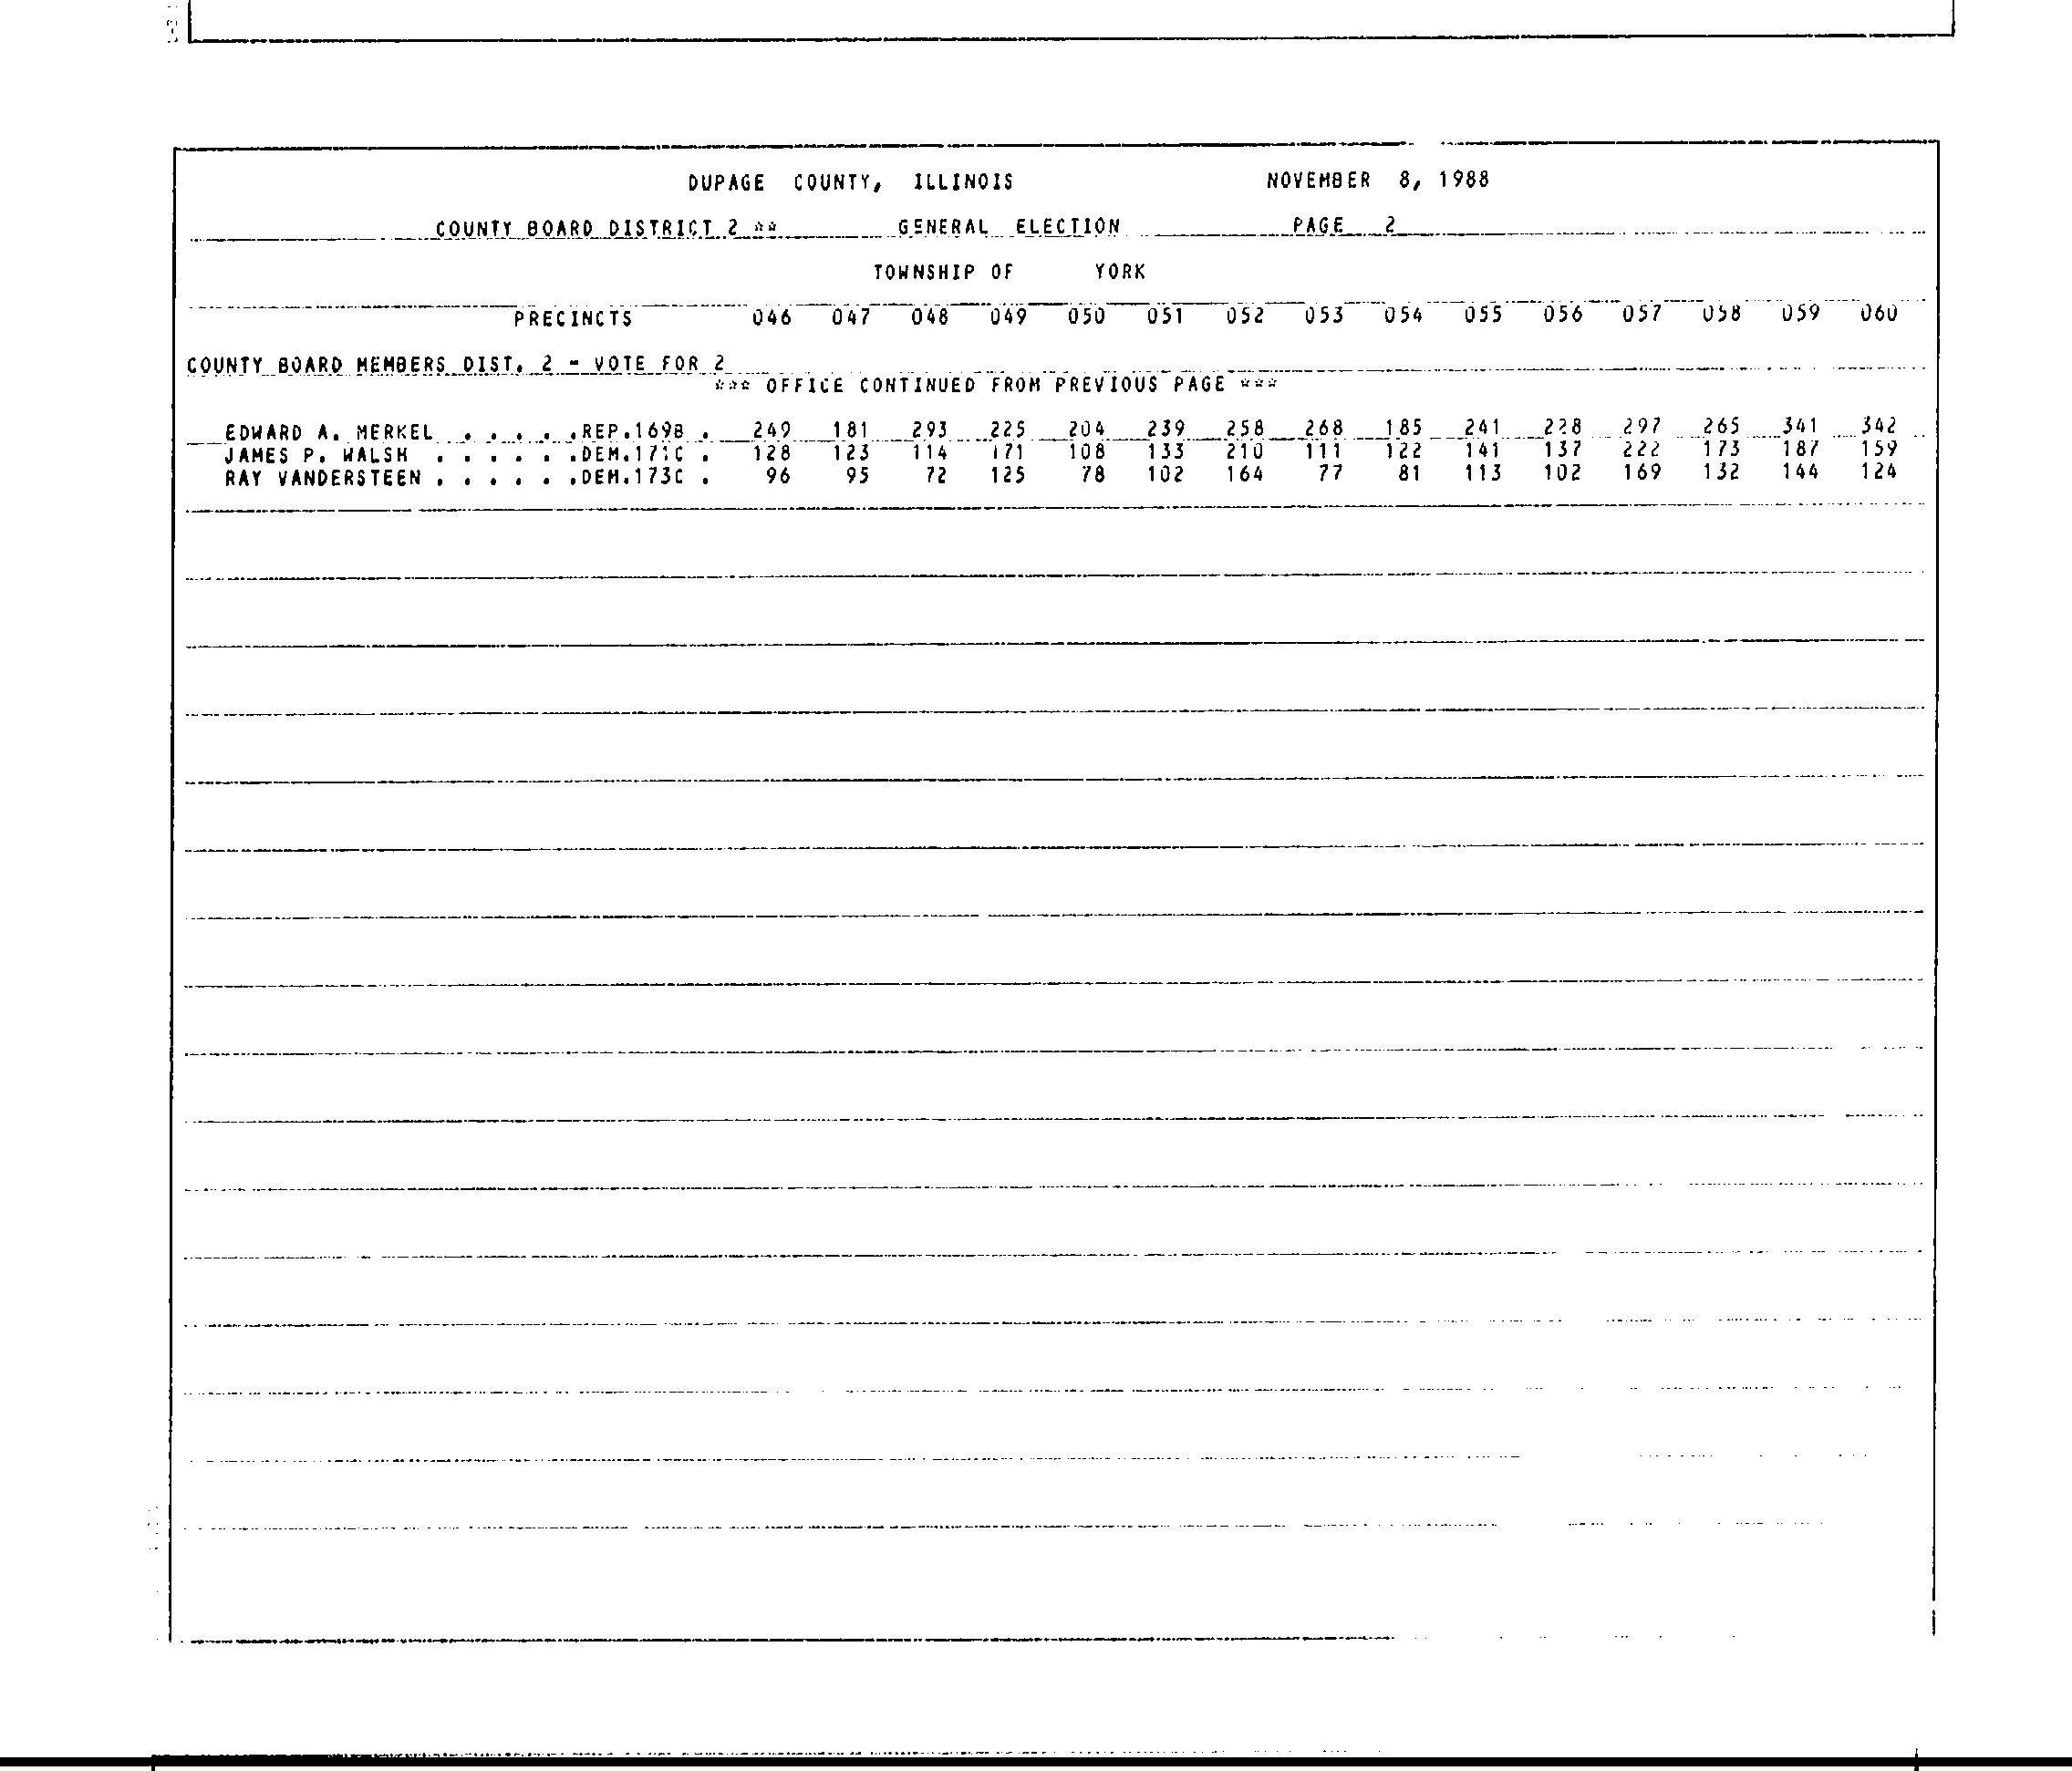 DUPAGE COUNTY, ILLINOIS NOVEMBER 8, 1988
COUNTY BOARD DISTRICT 2 ** GENERAL ELECTION PAGE 2
TOWNSHIP OF YORK
PRECINCTS 046 047 048 049 050 051 052 053 054 055 056 057 058 059 060
COUNTY BOARD MEMBERS DIST. 2 - VOTE FOR 2
*** OFFICE CONTINUED FROM PREVIOUS PAGE ***
EDWARD A. MERKEL . . . . . .REP.169B . 249 181 293 225 204 239 258 268 185 241 228 297 265 341 342
JAMES P. WALSH . . . . . .DEM.171C . 128 123 114 171 108 133 210 111 122 141 137 222 173 187 159
RAY VANDERSTEEN . . . . . .DEM.173C . 96 95 72 125 78 102 164 77 81 113 102 169 132 144 124